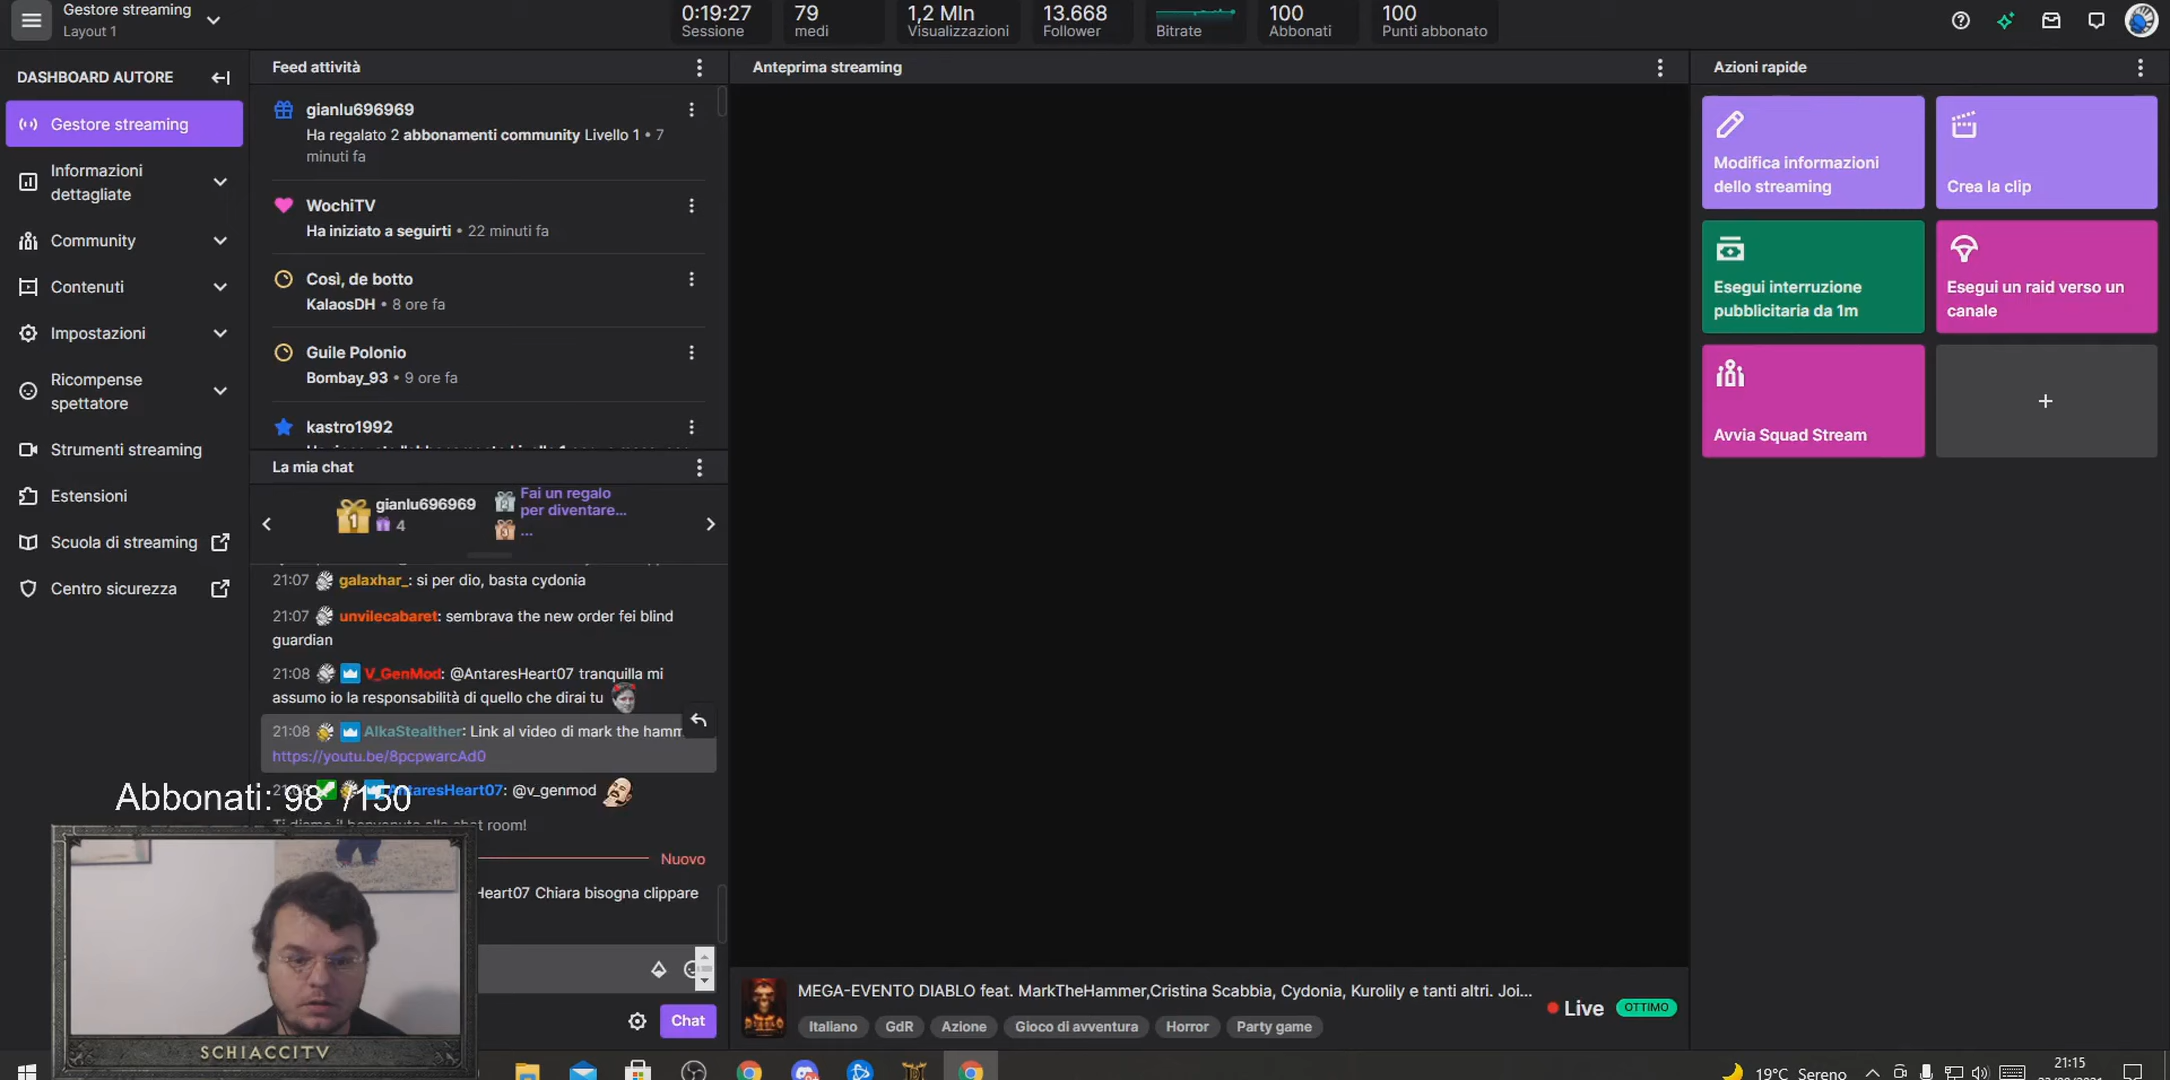 Gestore streaming
Layout 1
0:19:27
Sessione
79
medi
1,2 Mln
Visualizzazioni
13.668
Follower
Bitrate
100
Abbonati
100
Punti abbonato
DASHBOARD AUTORE
Gestore streaming
Informazioni
dettagliate
Community
Contenuti
Impostazioni
Ricompense
spettatore
Strumenti streaming
Estensioni
Scuola di streaming
Centro sicurezza
Feed attività
gianlu696969
Ha regalato 2 abbonamenti community Livello 1 • 7
minuti fa
WochiTV
Ha iniziato a seguirti • 22 minuti fa
Così, de botto
KalaosDH • 8 ore fa
Guile Polonio
Bombay_93 • 9 ore fa
kastro1992
La mia chat
gianlu696969
4
Fai un regalo
per diventare...
...
21:07 galaxhar_: si per dio, basta cydonia
21:07 unvilecabaret: sembrava the new order fei blind
guardian
21:08 V_GenMod: @AntaresHeart07 tranquilla mi
assumo io la responsabilità di quello che dirai tu
21:08 AlkaStealther: Link al video di mark the hamm
https://youtu.be/8pcpwarcAd0
21:08 AntaresHeart07: @v_genmod
Ti diamo il benvenuto alla chat room!
Nuovo
Heart07 Chiara bisogna clippare
Chat
Abbonati: 98 /150
SCHIACCITV
Anteprima streaming
MEGA-EVENTO DIABLO feat. MarkTheHammer,Cristina Scabbia, Cydonia, Kurolily e tanti altri. Joi...
Italiano
GdR
Azione
Gioco di avventura
Horror
Party game
Live
OTTIMO
Azioni rapide
Modifica informazioni
dello streaming
Crea la clip
Esegui interruzione
pubblicitaria da 1m
Esegui un raid verso un
canale
Avvia Squad Stream
+
19°C Sereno
21:15